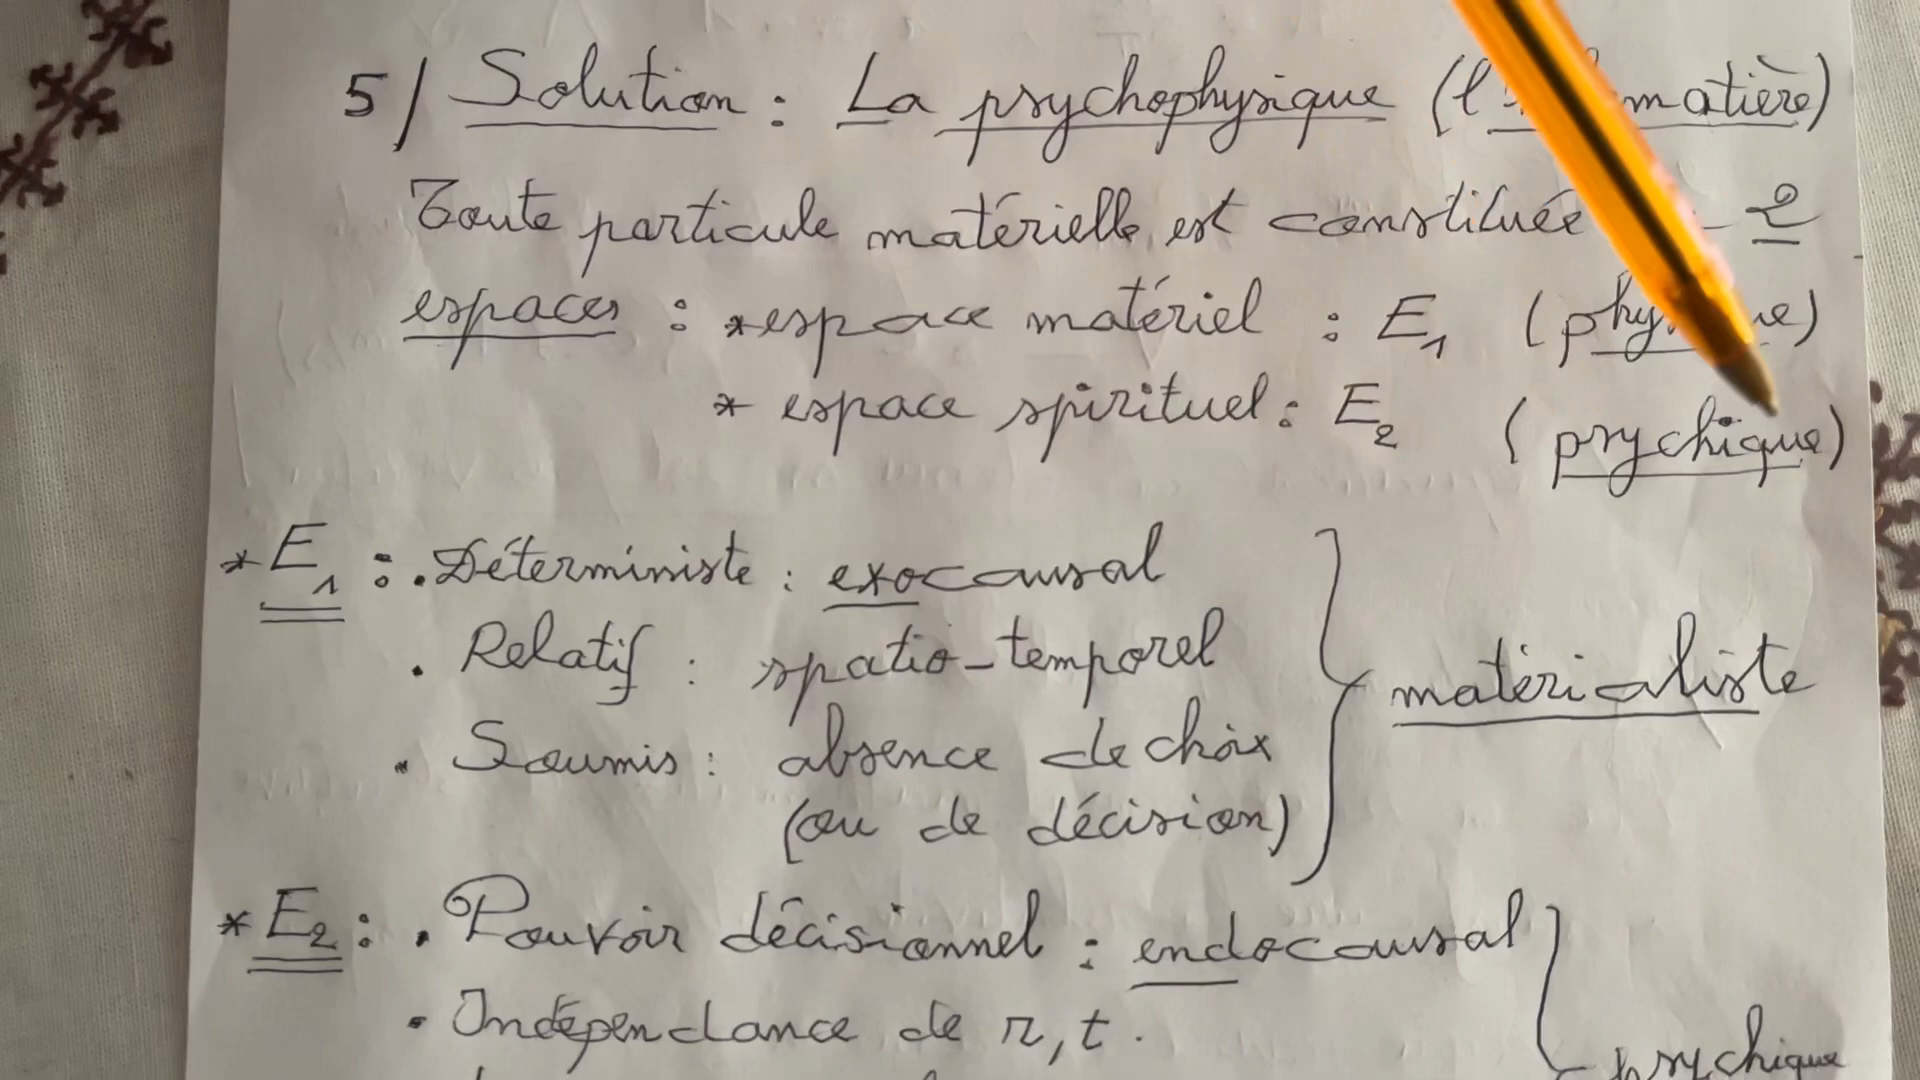 5/ Solution : La psychophysique (l' matière)
Toute particule matérielle est constituée 2
espaces : *espace matériel : E1 (physique)
* espace spirituel : E2 (psychique)
*E1 : . Déterministe : exocausal
. Relatif : spatio-temporel
. Soumis : absence de choix
(ou de décision)
matérialiste
*E2 : . Pouvoir décisionnel : endocausal
. Indépendance de r, t .
psychique